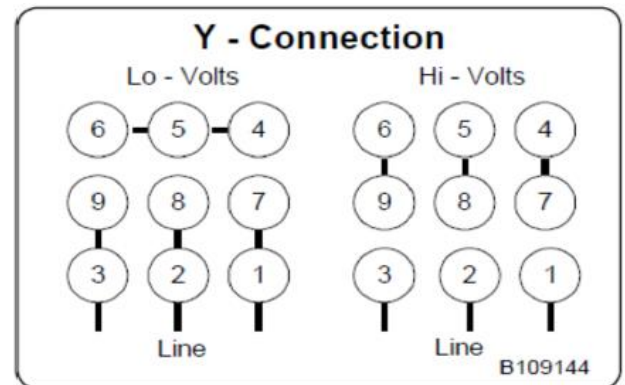 Y - Connection
Lo - Volts Hi - Volts
6 5 4 6 5 4
9 8 7 9 8 7
3 2 1 3 2 1
Line Line
B109144